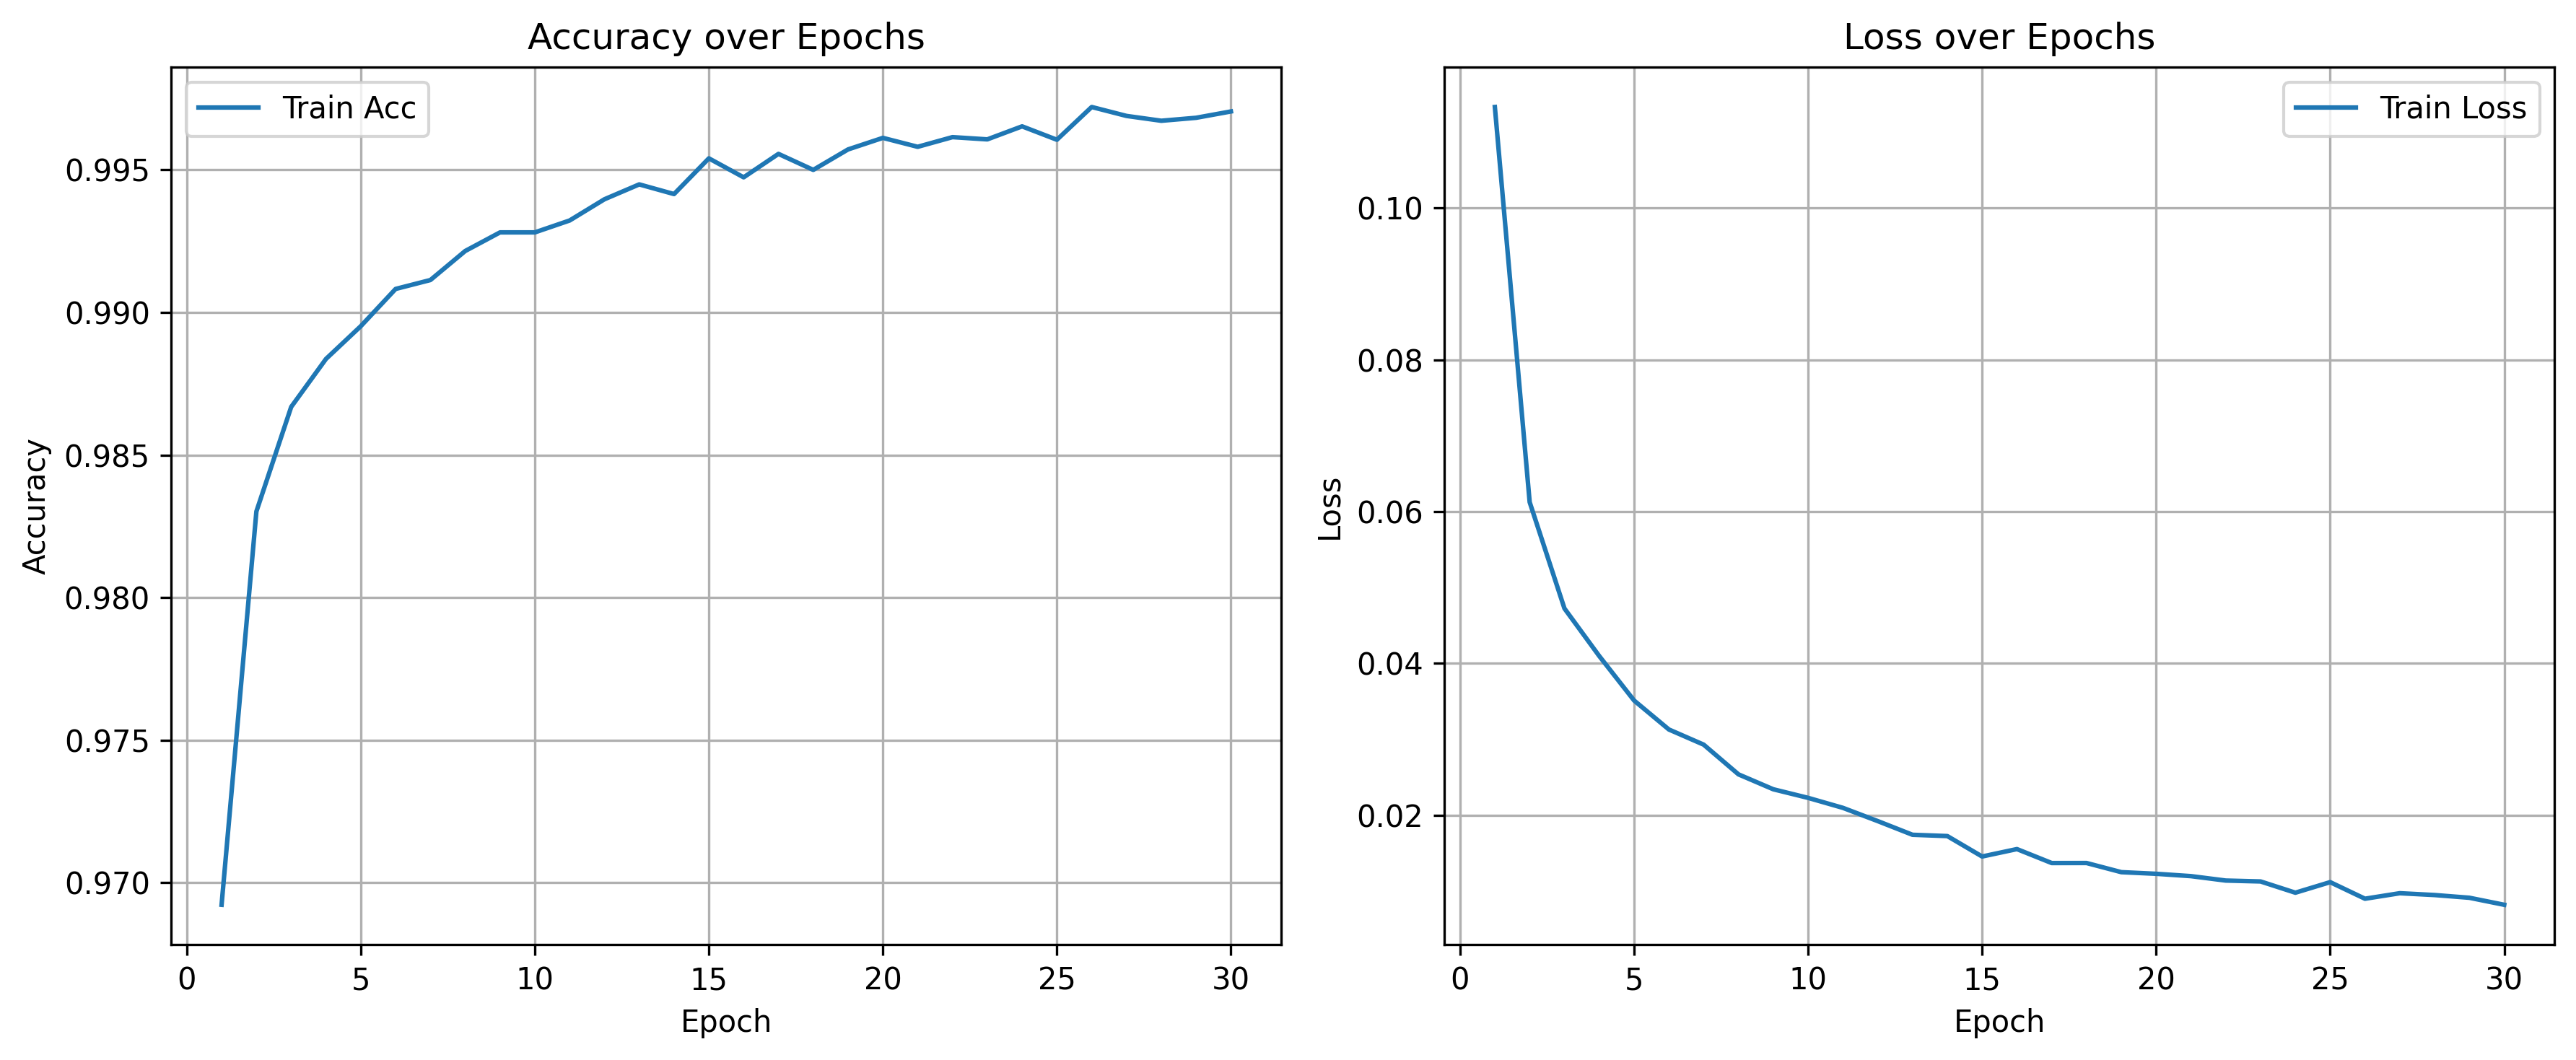 Accuracy over Epochs
Train Acc
0.995
0.990
0.985
0.980
0.975
0.970
Accuracy
0 5 10 15 20 25 30
Epoch
Loss over Epochs
Train Loss
0.10
0.08
0.06
0.04
0.02
Loss
0 5 10 15 20 25 30
Epoch